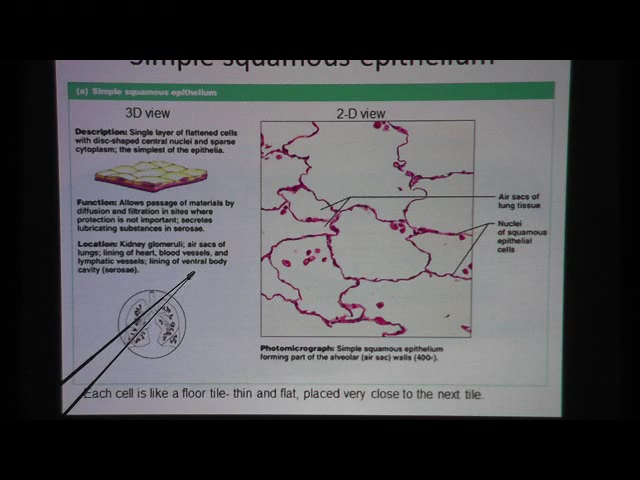 Simple squamous epithelium
(a) Simple squamous epithelium
3D view
2-D view
Description: Single layer of flattened cells
with disc-shaped central nuclei and sparse
cytoplasm; the simplest of the epithelia.
Function: Allows passage of materials by
diffusion and filtration in sites where
protection is not important; secretes
lubricating substances in serosae.
Location: Kidney glomeruli; air sacs of
lungs; lining of heart, blood vessels, and
lymphatic vessels; lining of ventral body
cavity (serosae).
Air sacs of
lung tissue
Nuclei
of squamous
epithelial
cells
Photomicrograph: Simple squamous epithelium
forming part of the alveolar (air sac) walls (400×).
Each cell is like a floor tile- thin and flat, placed very close to the next tile.